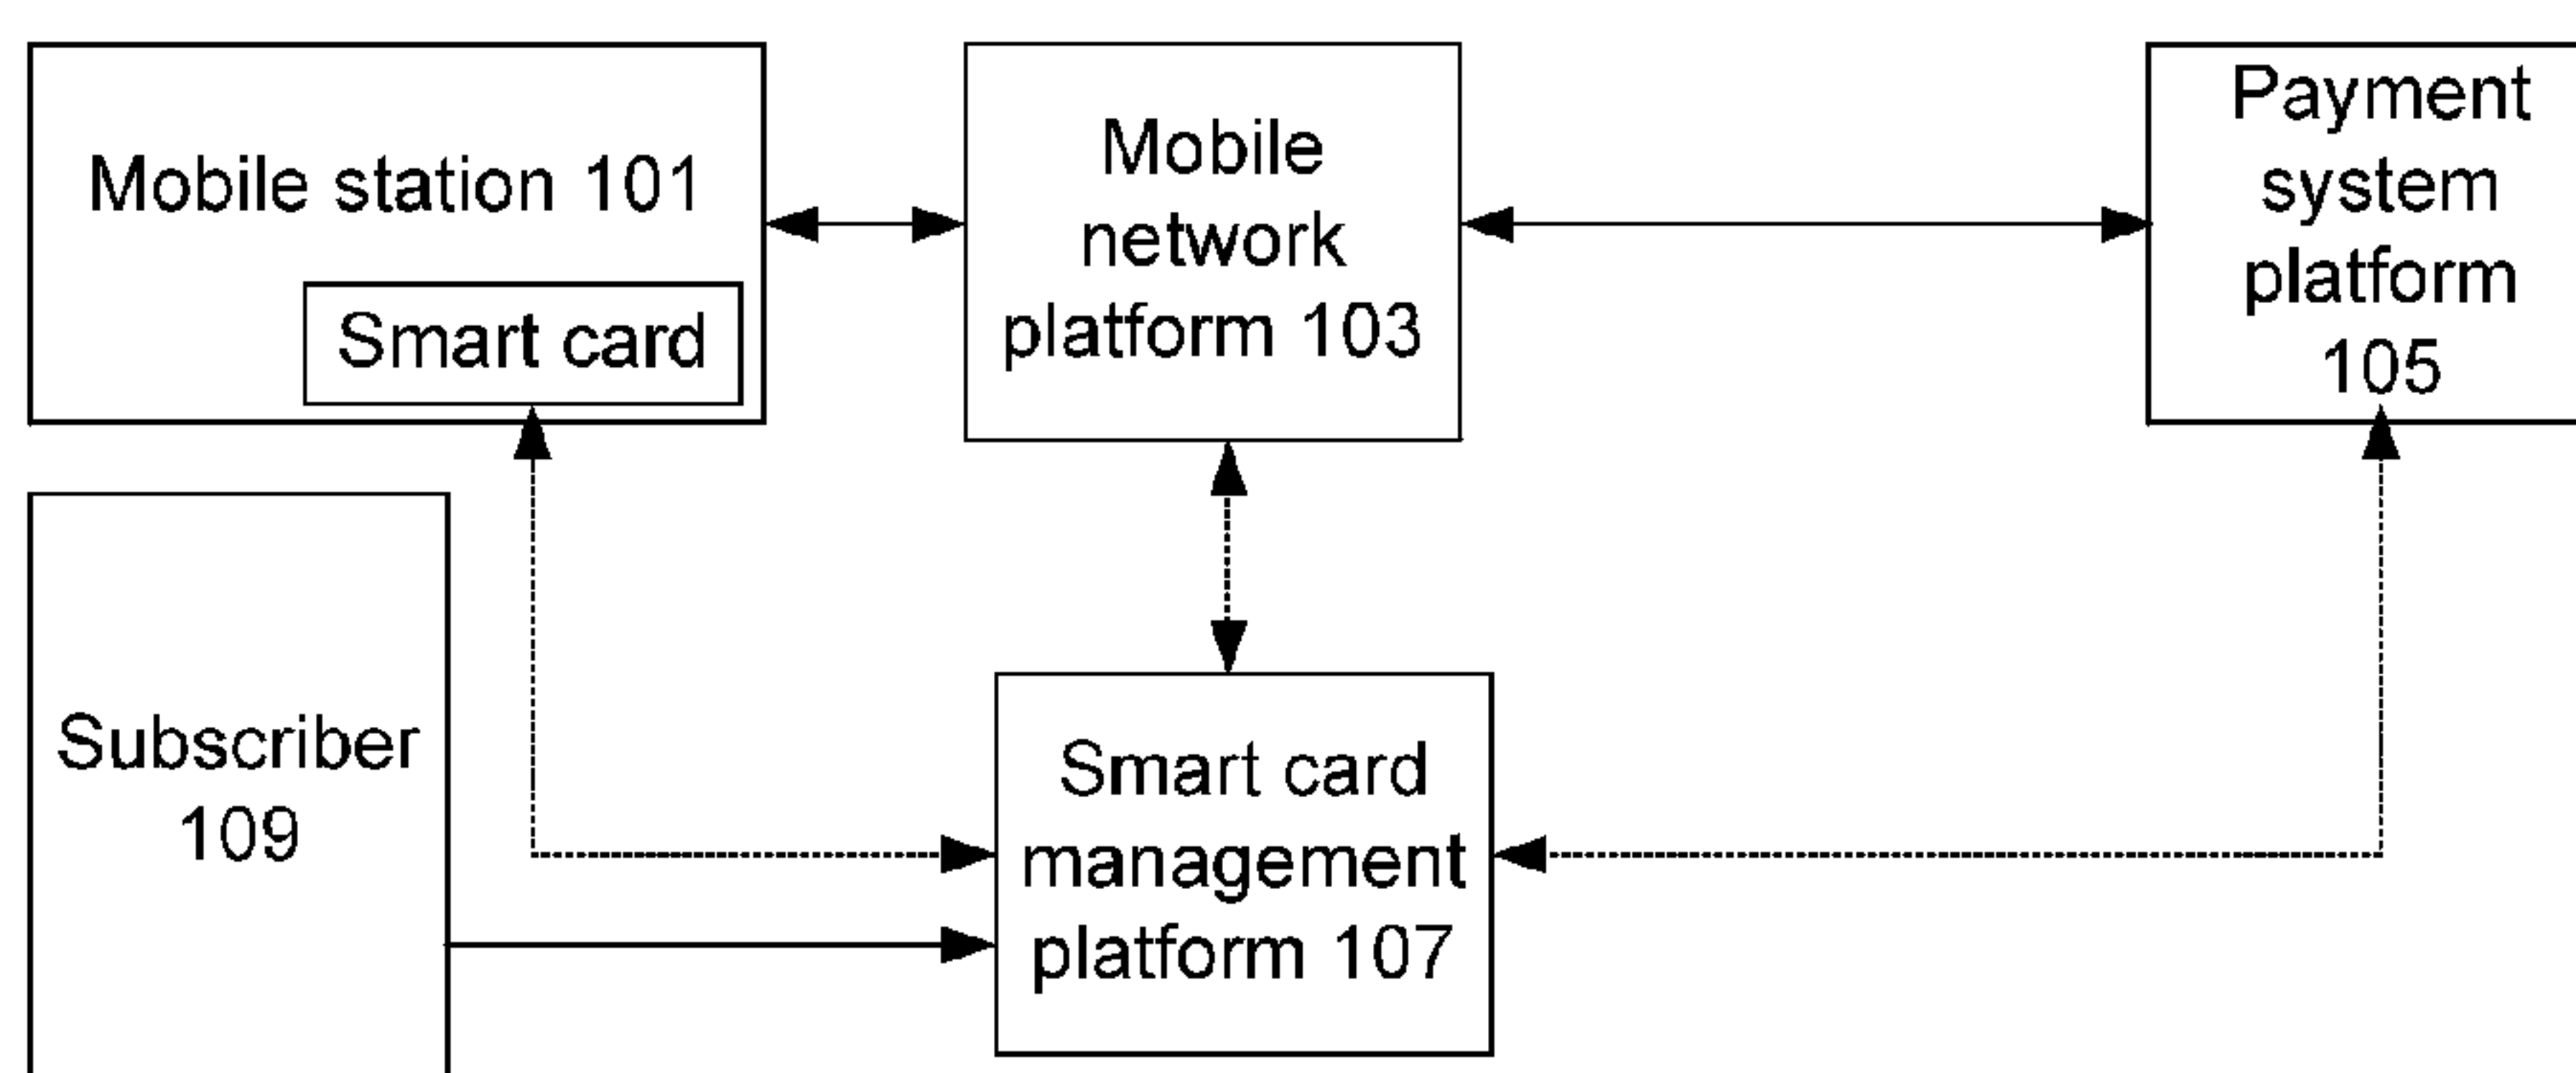 Mobile station 101
Smart card
Mobile
network
platform 103
Payment
system
platform
105
Subscriber
109
Smart card
management
platform 107